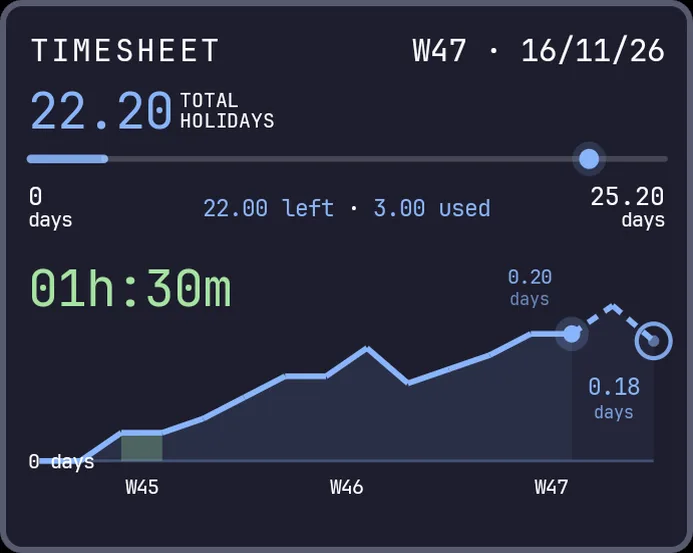 TIMESHEET
W47 · 16/11/26
22.20 TOTAL
HOLIDAYS
0
days
22.00 left · 3.00 used
25.20
days
01h:30m
0.20
days
0.18
days
0 days
W45
W46
W47